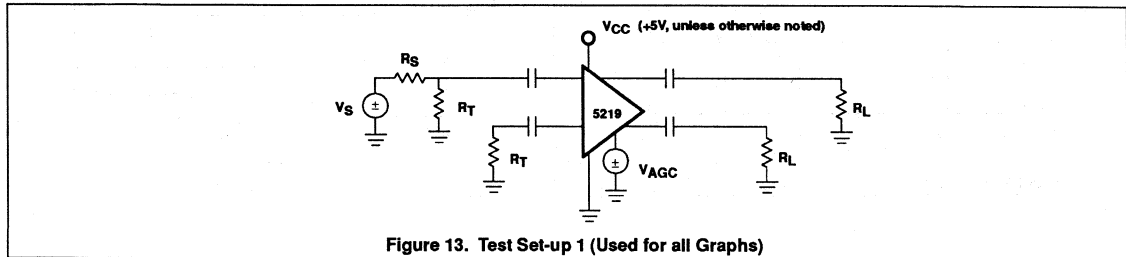 VCC (+5V, unless otherwise noted)
RS
VS
±
RT
5219
RL
RT
±
VAGC
RL
Figure 13. Test Set-up 1 (Used for all Graphs)